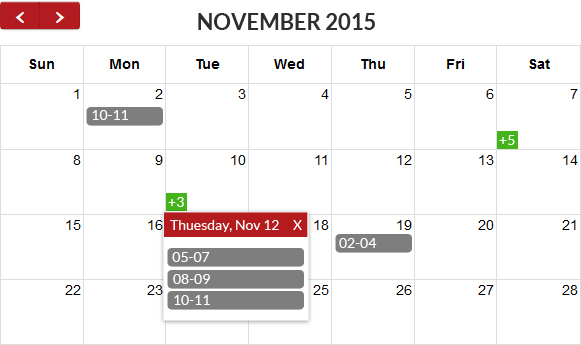 NOVEMBER 2015
Sun Mon Tue Wed Thu Fri Sat
1 2 3 4 5 6 7
10-11
+5
8 9 10 11 12 13 14
+3
15 16 18 19 20 21
Thuesday, Nov 12 X
02-04
05-07
08-09
22 23 25 26 27 28
10-11